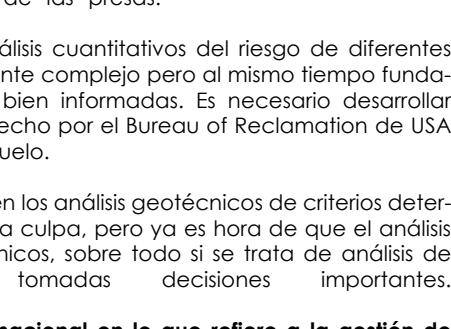 de las presas.
álisis cuantitativos del riesgo de diferentes
nte complejo pero al mismo tiempo funda-
bien informadas. Es necesario desarrollar
echo por el Bureau of Reclamation de USA
uelo.
en los análisis geotécnicos de criterios deter-
a culpa, pero ya es hora de que el análisis
nicos, sobre todo si se trata de análisis de
tomadas decisiones importantes.
nacional en lo que refiere a la gestión de